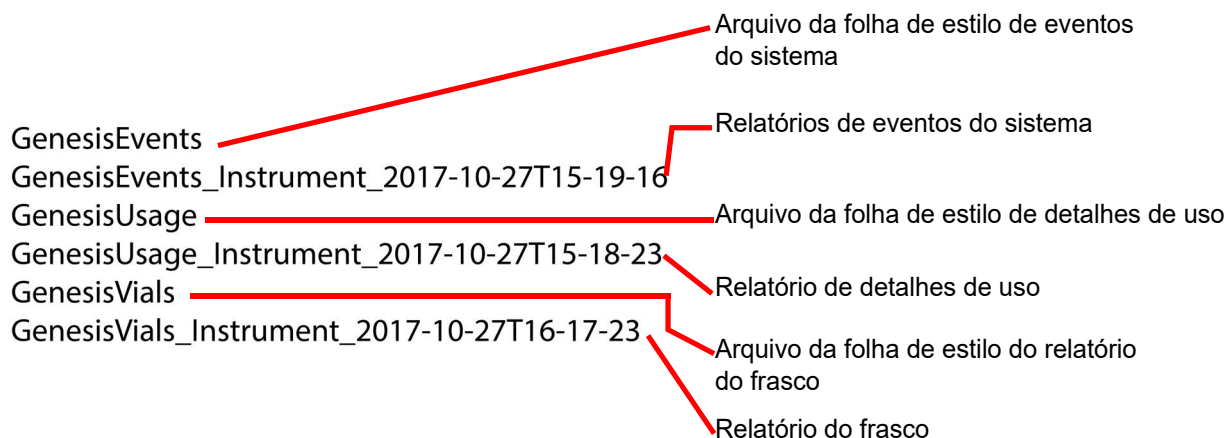 Arquivo da folha de estilo de eventos
do sistema
Relatórios de eventos do sistema
GenesisEvents
GenesisEvents_Instrument_2017-10-27T15-19-16
GenesisUsage
Arquivo da folha de estilo de detalhes de uso
GenesisUsage_Instrument_2017-10-27T15-18-23
Relatório de detalhes de uso
GenesisVials
GenesisVials_Instrument_2017-10-27T16-17-23
Arquivo da folha de estilo do relatório
do frasco
Relatório do frasco